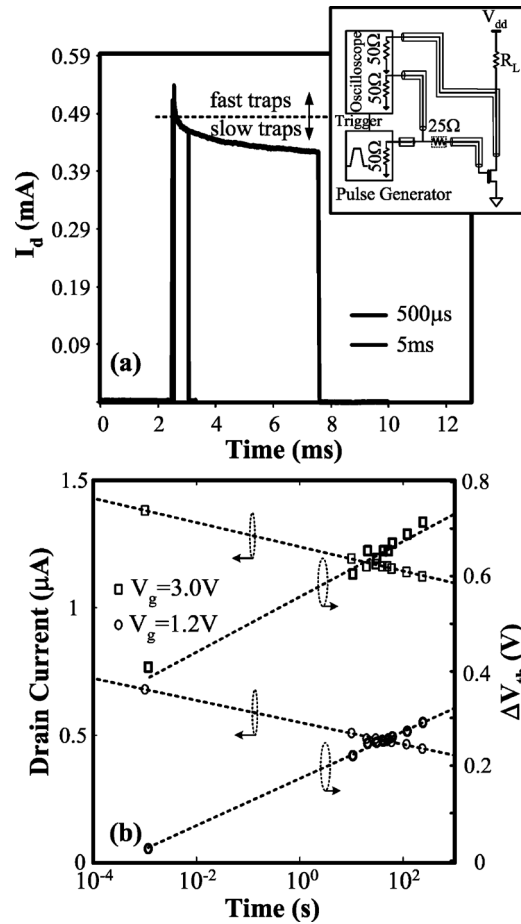 (a)
I_d (mA)
0.59
0.49
0.39
0.29
0.19
0.09
0
2
4
6
8
10
12
Time (ms)
fast traps
slow traps
500μs
5ms
Oscilloscope
50Ω
50Ω
Trigger
50Ω
25Ω
V_dd
R_L
Pulse Generator
(b)
Drain Current (μA)
1.5
1
0.5
0
V_g=3.0V
V_g=1.2V
0.8
0.6
0.4
0.2
0
ΔV_th (V)
10^-4
10^-2
10^0
10^2
Time (s)